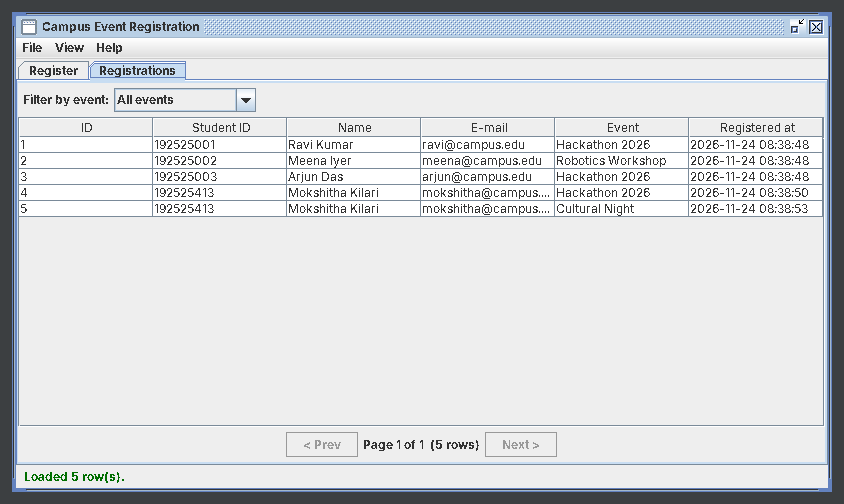 Campus Event Registration
File View Help
Register Registrations
Filter by event: All events
ID Student ID Name E-mail Event Registered at
1 192525001 Ravi Kumar ravi@campus.edu Hackathon 2026 2026-11-24 08:38:48
2 192525002 Meena Iyer meena@campus.edu Robotics Workshop 2026-11-24 08:38:48
3 192525003 Arjun Das arjun@campus.edu Hackathon 2026 2026-11-24 08:38:48
4 192525413 Mokshitha Kilari mokshitha@campus.... Hackathon 2026 2026-11-24 08:38:50
5 192525413 Mokshitha Kilari mokshitha@campus.... Cultural Night 2026-11-24 08:38:53
< Prev Page 1 of 1 (5 rows) Next >
Loaded 5 row(s).